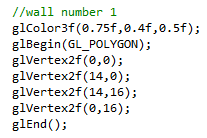 //wall number 1
glColor3f(0.75f,0.4f,0.5f);
glBegin(GL_POLYGON);
glVertex2f(0,0);
glVertex2f(14,0);
glVertex2f(14,16);
glVertex2f(0,16);
glEnd();